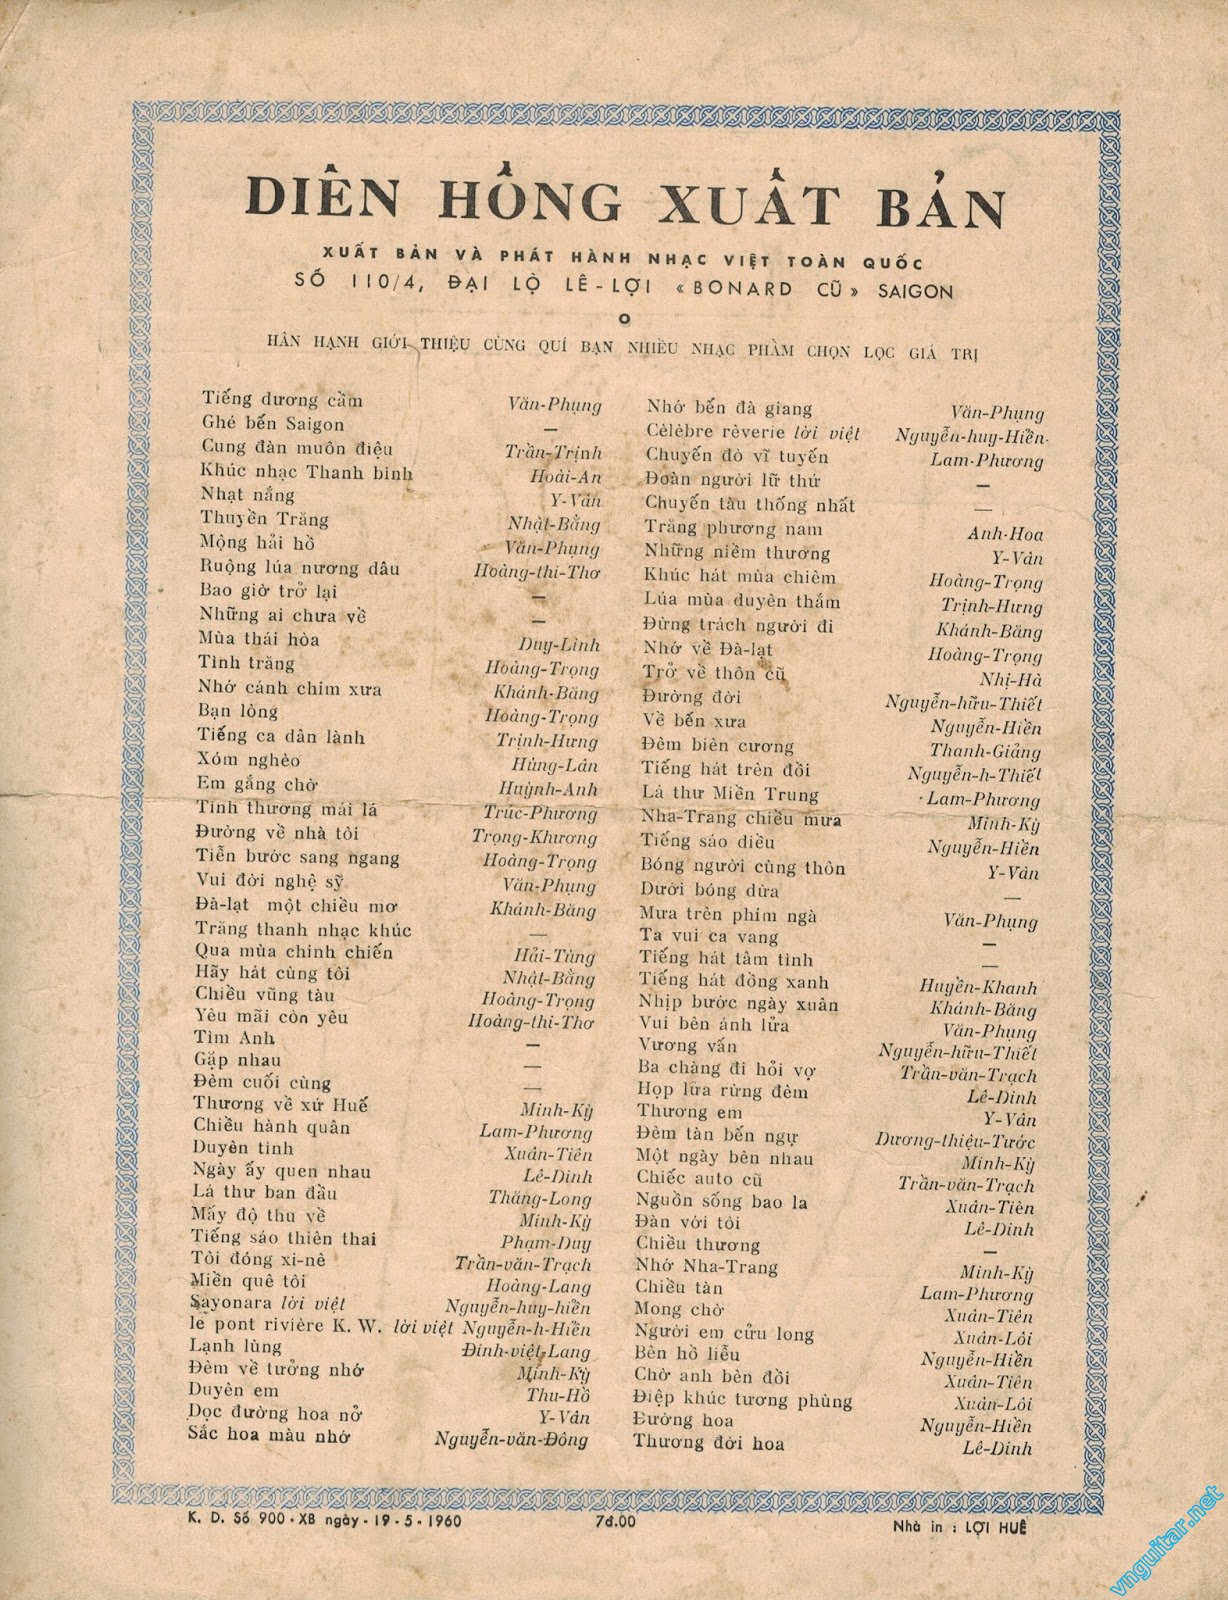 DIÊN HỒNG XUẤT BẢN
XUẤT BẢN VÀ PHÁT HÀNH NHẠC VIỆT TOÀN QUỐC
SỐ 110/4, ĐẠI LỘ LÊ-LỢI «BONARD CŨ» SAIGON
HÂN HẠNH GIỚI THIỆU CÙNG QUÍ BẠN NHIỀU NHẠC PHẨM CHỌN LỌC GIÁ TRỊ
Tiếng dương cầm Văn-Phụng
Ghé bến Saigon —
Cung đàn muôn điệu Trần-Trịnh
Khúc nhạc Thanh bình Hoài-An
Nhạt nắng Y-Vân
Thuyền Trăng Nhật-Bằng
Mộng hải hồ Văn-Phụng
Ruộng lúa nương dâu Hoàng-thi-Thơ
Bao giờ trở lại —
Những ai chưa về —
Mùa thái hòa Duy-Linh
Tình trăng Hoàng-Trọng
Nhớ cánh chim xưa Khánh-Băng
Bạn lòng Hoàng-Trọng
Tiếng ca dân lành Trịnh-Hưng
Xóm nghèo Hùng-Lân
Em gắng chờ Huỳnh-Anh
Tình thương mái lá Trúc-Phương
Đường về nhà tôi Trọng-Khương
Tiễn bước sang ngang Hoàng-Trọng
Vui đời nghệ sỹ Văn-Phụng
Đà-lạt một chiều mơ Khánh-Băng
Trăng thanh nhạc khúc —
Qua mùa chinh chiến Hải-Tùng
Hãy hát cùng tôi Nhật-Bằng
Chiều vũng tàu Hoàng-Trọng
Yêu mãi còn yêu Hoàng-thi-Thơ
Tìm Anh —
Gặp nhau —
Đêm cuối cùng —
Thương về xứ Huế Minh-Kỳ
Chiều hành quân Lam-Phương
Duyên tình Xuân-Tiên
Ngày ấy quen nhau Lê-Dinh
Lá thư ban đầu Thăng-Long
Mấy độ thu về Minh-Kỳ
Tiếng sáo thiên thai Phạm-Duy
Tôi đóng xi-nê Trần-văn-Trạch
Miền quê tôi Hoàng-Lang
Sayonara lời việt Nguyễn-huy-hiền
le pont rivière K. W. lời việt Nguyễn-h-Hiền
Lạnh lùng Đinh-việt-Lang
Đêm về tưởng nhớ Minh-Kỳ
Duyên em Thu-Hồ
Dọc đường hoa nở Y-Vân
Sắc hoa màu nhớ Nguyễn-văn-Đông
Nhớ bến đà giang Văn-Phụng
Cèlèbre rèverie lời việt Nguyễn-huy-Hiền
Chuyến đò vĩ tuyến Lam-Phương
Đoàn người lữ thứ —
Chuyến tàu thống nhất —
Trăng phương nam Anh-Hoa
Những niềm thương Y-Vân
Khúc hát mùa chiêm Hoàng-Trọng
Lúa mùa duyên thắm Trịnh-Hưng
Đừng trách người đi Khánh-Băng
Nhớ về Đà-lạt Hoàng-Trọng
Trở về thôn cũ Nhị-Hà
Đường đời Nguyễn-hữu-Thiết
Về bến xưa Nguyễn-Hiền
Đêm biên cương Thanh-Giảng
Tiếng hát trên đồi Nguyễn-h-Thiết
Lá thư Miền Trung Lam-Phương
Nha-Trang chiều mưa Minh-Kỳ
Tiếng sáo diều Nguyễn-Hiền
Bóng người cùng thôn Y-Vân
Dưới bóng dừa —
Mưa trên phím ngà Văn-Phụng
Ta vui ca vang —
Tiếng hát tâm tình —
Tiếng hát đồng xanh Huyền-Khanh
Nhịp bước ngày xuân Khánh-Băng
Vui bên ánh lửa Văn-Phụng
Vương vấn Nguyễn-hữu-Thiết
Ba chàng đi hỏi vợ Trần-văn-Trạch
Họp lửa rừng đêm Lê-Dinh
Thương em Y-Vân
Đêm tàn bến ngự Dương-thiệu-Tước
Một ngày bên nhau Minh-Kỳ
Chiếc auto cũ Trần-văn-Trạch
Nguồn sống bao la Xuân-Tiên
Đàn với tôi Lê-Dinh
Chiều thương —
Nhớ Nha-Trang Minh-Kỳ
Chiều tàn Lam-Phương
Mong chờ Xuân-Tiên
Người em cửu long Xuân-Lôi
Bên hồ liễu Nguyễn-Hiền
Chờ anh bên đồi Xuân-Tiên
Điệp khúc tương phùng Xuân-Lôi
Đường hoa Nguyễn-Hiền
Thương đời hoa Lê-Dinh
K. D. Số 900 - XB ngày - 19 - 5 - 1960 7đ.00 Nhà in : LỢI HUÊ
vnguitar.net